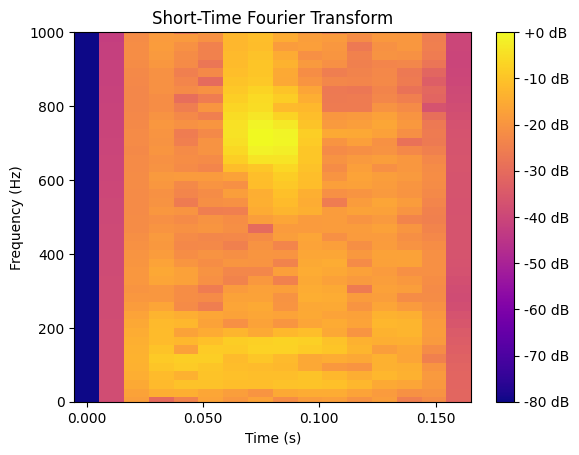 Short-Time Fourier Transform
1000
800
600
400
200
0
Frequency (Hz)
0.000
0.050
0.100
0.150
Time (s)
+0 dB
-10 dB
-20 dB
-30 dB
-40 dB
-50 dB
-60 dB
-70 dB
-80 dB